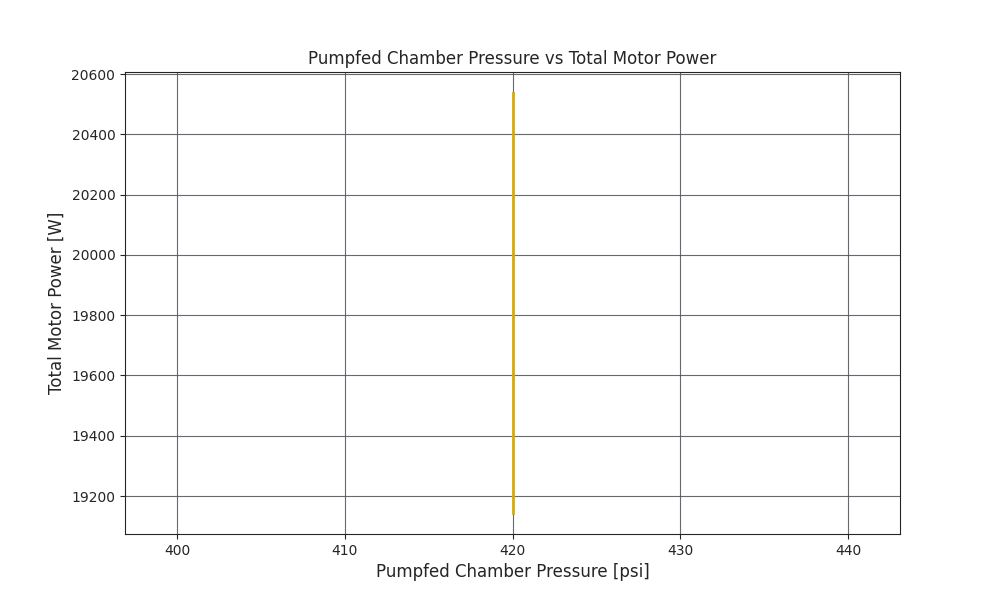 Pumpfed Chamber Pressure vs Total Motor Power
20600
20400
20200
20000
19800
19600
19400
19200
Total Motor Power [W]
400 410 420 430 440
Pumpfed Chamber Pressure [psi]